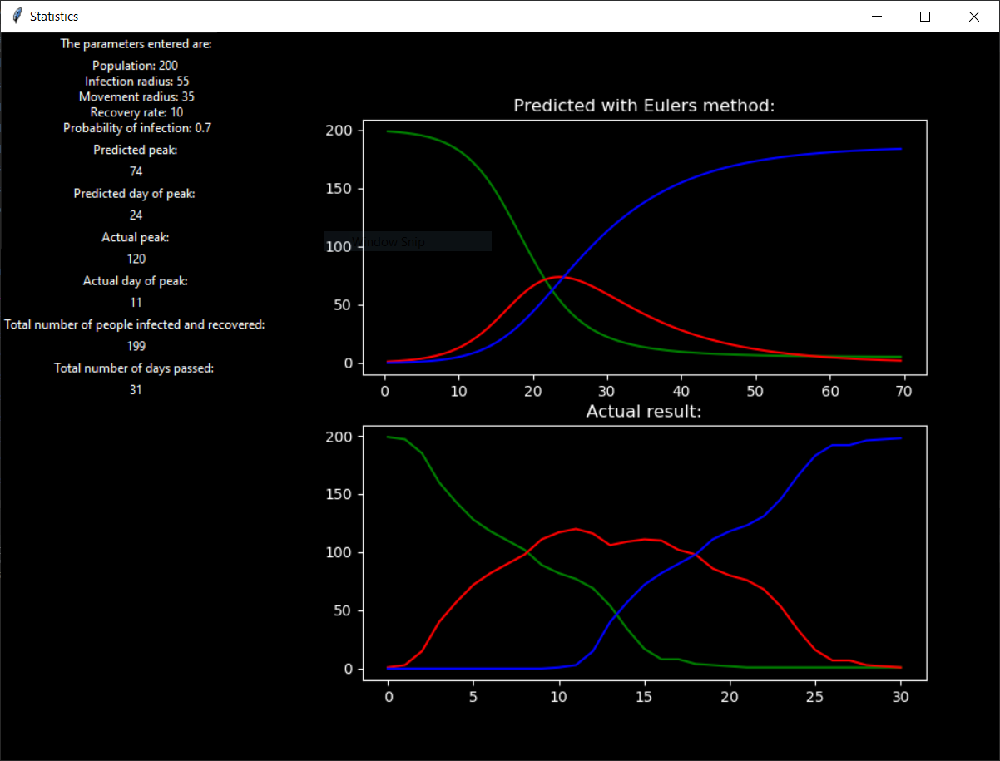 Statistics
The parameters entered are:
Population: 200
Infection radius: 55
Movement radius: 35
Recovery rate: 10
Probability of infection: 0.7
Predicted peak:
74
Predicted day of peak:
24
Actual peak:
120
Actual day of peak:
11
Total number of people infected and recovered:
199
Total number of days passed:
31
Predicted with Eulers method:
200
150
100
50
0
0 10 20 30 40 50 60 70
Window Snip
Actual result:
200
150
100
50
0
0 5 10 15 20 25 30